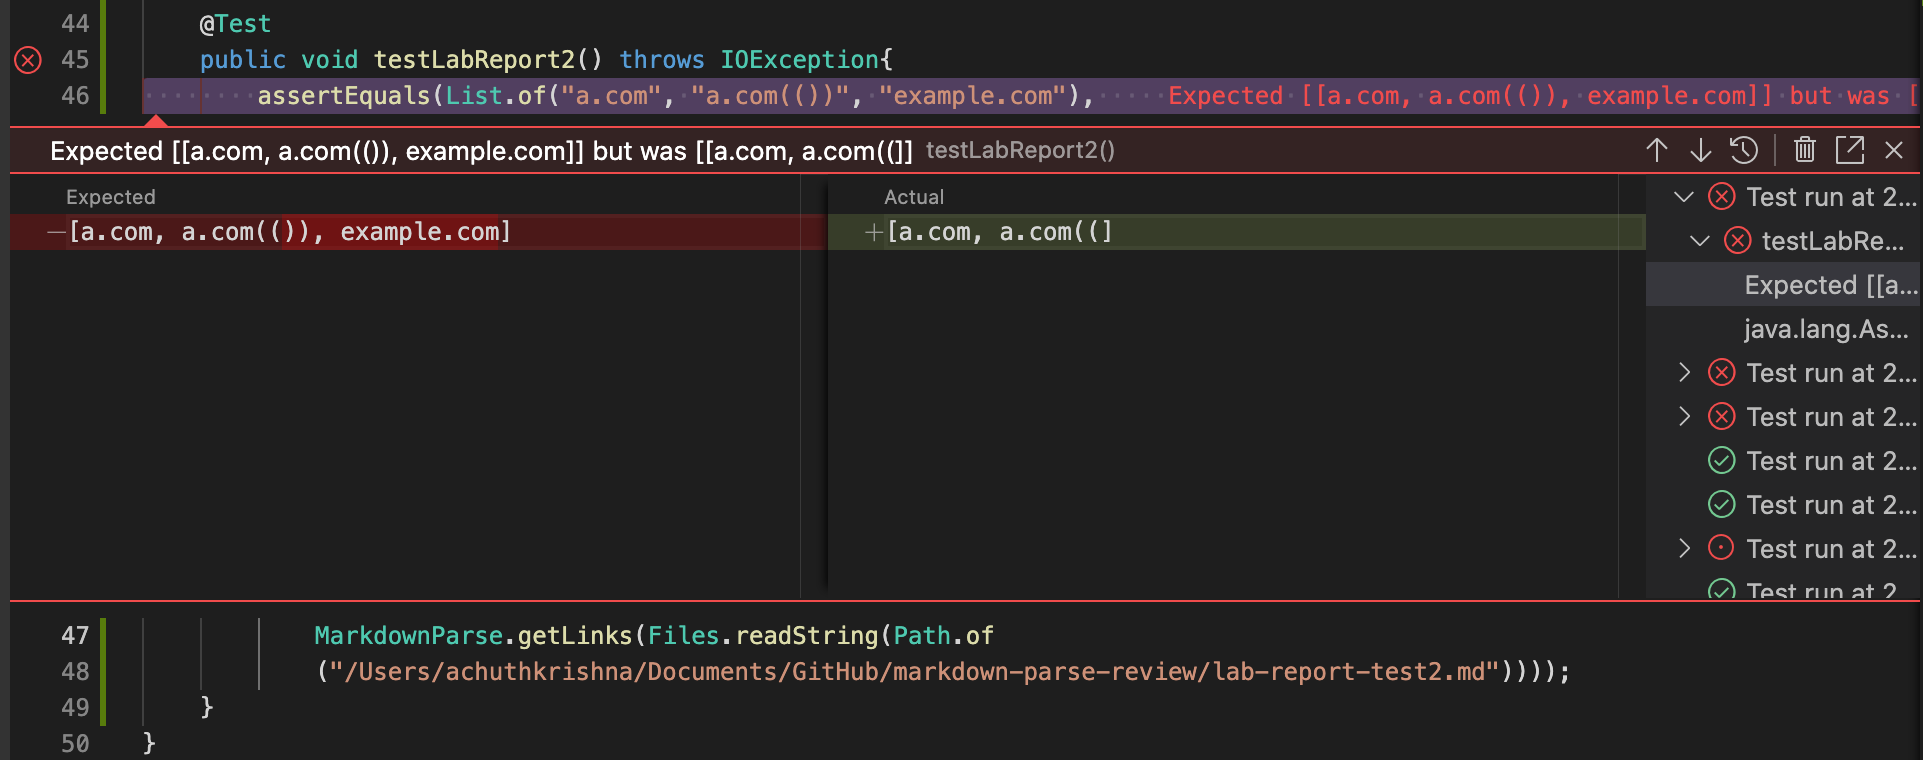 44 @Test
45 public void testLabReport2() throws IOException{
46 assertEquals(List.of("a.com", "a.com(())", "example.com"), Expected [[a.com, a.com(()), example.com]] but was [
Expected [[a.com, a.com(()), example.com]] but was [[a.com, a.com((]] testLabReport2()
Expected
Actual
Test run at 2...
—[a.com, a.com(()), example.com]
+[a.com, a.com((]
testLabRe...
Expected [[a...
java.lang.As...
Test run at 2...
Test run at 2...
Test run at 2...
Test run at 2...
Test run at 2...
Test run at 2
47 MarkdownParse.getLinks(Files.readString(Path.of
48 ("/Users/achuthkrishna/Documents/GitHub/markdown-parse-review/lab-report-test2.md"))));
49 }
50 }